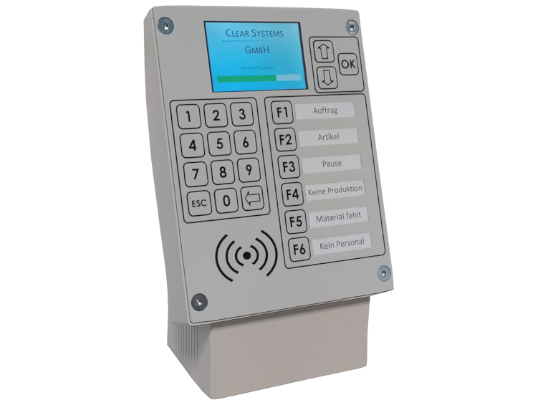 CLEAR SYSTEMS
GMBH
OK
1 2 3
4 5 6
7 8 9
ESC 0
F1 Auftrag
F2 Artikel
F3 Pause
F4 Keine Produktion
F5 Material fehlt
F6 Kein Personal